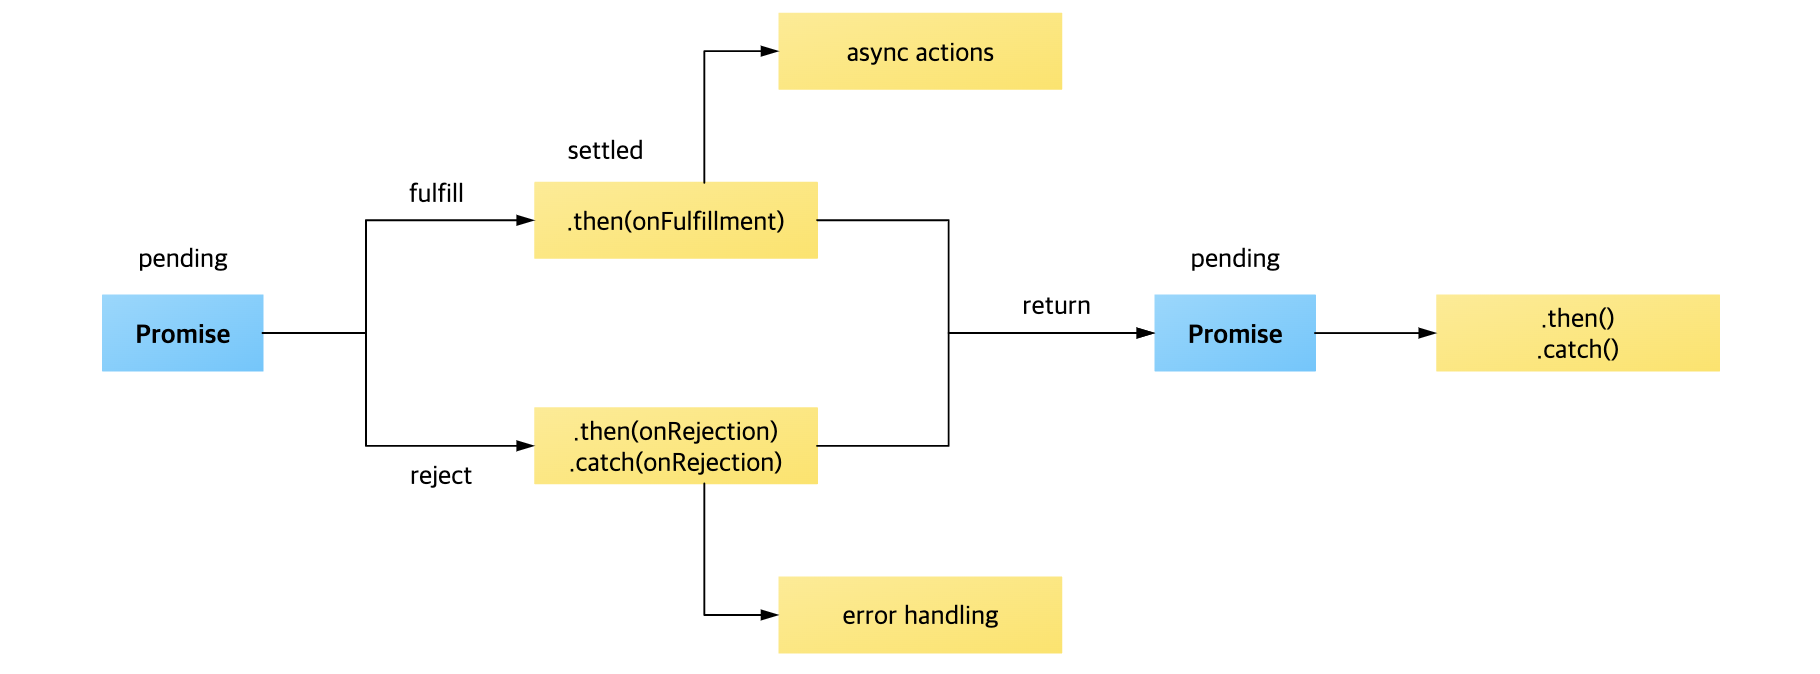 async actions
settled
fulfill
.then(onFulfillment)
pending
Promise
reject
.then(onRejection)
.catch(onRejection)
error handling
return
pending
Promise
.then()
.catch()